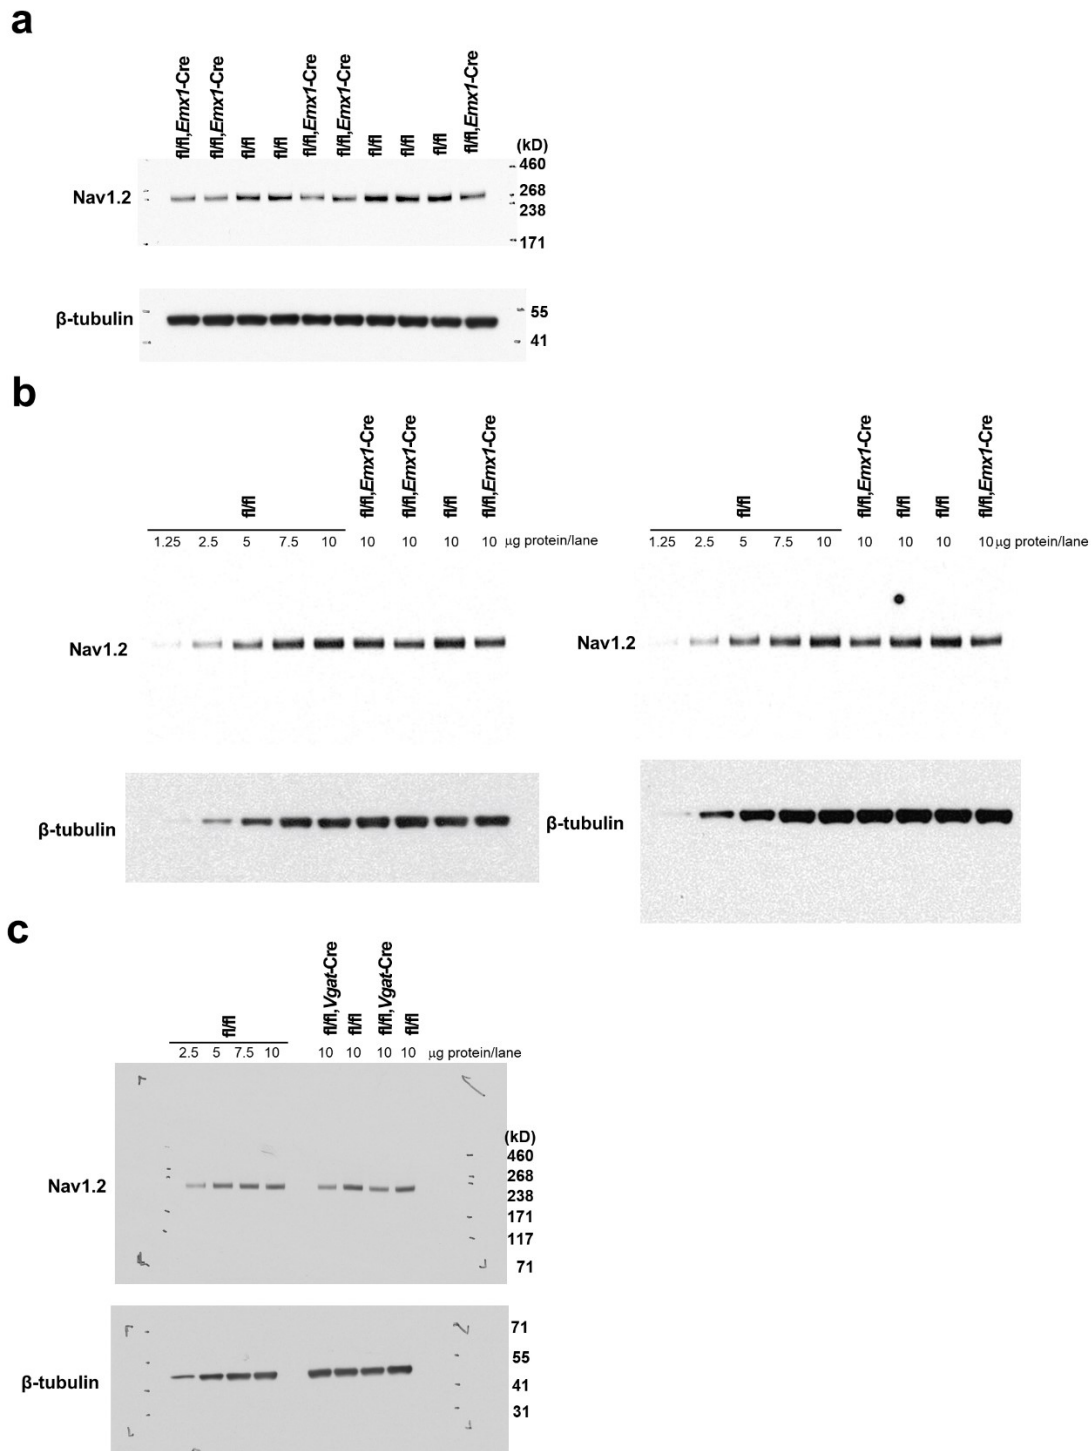 a
fl/fl,Emx1-Cre fl/fl,Emx1-Cre fl/fl fl/fl fl/fl,Emx1-Cre fl/fl,Emx1-Cre fl/fl fl/fl fl/fl fl/fl,Emx1-Cre
(kD)
460
Nav1.2 268
238
171
55
β-tubulin
41
b
fl/fl fl/fl,Emx1-Cre fl/fl,Emx1-Cre fl/fl fl/fl,Emx1-Cre
1.25 2.5 5 7.5 10 10 10 10 10 μg protein/lane
Nav1.2
β-tubulin
fl/fl fl/fl,Emx1-Cre fl/fl fl/fl fl/fl,Emx1-Cre
1.25 2.5 5 7.5 10 10 10 10 10 μg protein/lane
Nav1.2
β-tubulin
c
fl/fl fl/fl,Vgat-Cre fl/fl fl/fl,Vgat-Cre fl/fl
2.5 5 7.5 10 10 10 10 10 μg protein/lane
(kD)
460
268
Nav1.2
238
171
117
71
71
55
β-tubulin
41
31